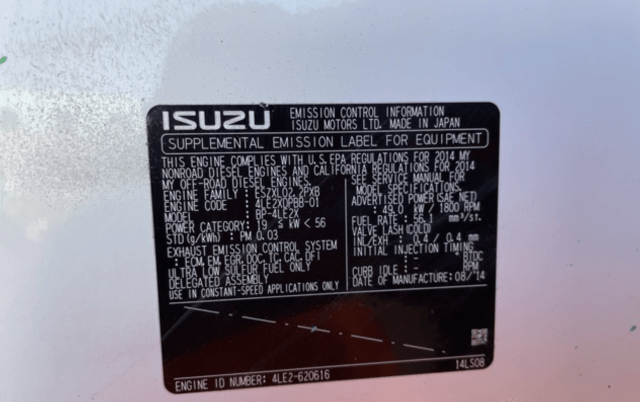 ISUZU
EMISSION CONTROL INFORMATION
ISUZU MOTORS LTD. MADE IN JAPAN
SUPPLEMENTAL EMISSION LABEL FOR EQUIPMENT
THIS ENGINE COMPLIES WITH U.S.EPA REGULATIONS FOR 2014 MY
NONROAD DIESEL ENGINES AND CALIFORNIA REGULATIONS FOR 2014
MY OFF-ROAD DIESEL ENGINES.
ENGINE FAMILY : ESZXL02.2PXB
ENGINE CODE : 4LE2XDPBB-01
MODEL : BP-4LE2X
POWER CATEGORY: 19 ≤ kW < 56
STD (g/kWh) : PM 0.03
EXHAUST EMISSION CONTROL SYSTEM
: ECM, EM, EGR, DOC, TC, CAC, DFI
ULTRA LOW SULFUR FUEL ONLY
DELEGATED ASSEMBLY
USE IN CONSTANT-SPEED APPLICATIONS ONLY
SEE SERVICE MANUAL FOR
MODEL SPECIFICATIONS.
ADVERTISED POWER(SAE NET)
: 49.0 kW / 1800 RPM
FUEL RATE : 56.1 mm³/st.
VALVE LASH (COLD)
INL/EXH : 0.4 / 0.4 mm
INITIAL INJECTION TIMING
: - °BTDC
CURB IDLE : - RPM
DATE OF MANUFACTURE: 08/'14
14LS08
ENGINE ID NUMBER: 4LE2-620616